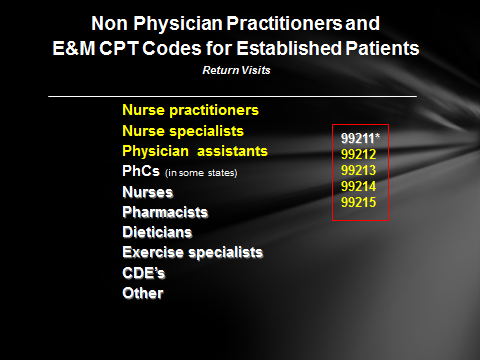 Non Physician Practitioners and
E&M CPT Codes for Established Patients
Return Visits
Nurse practitioners
Nurse specialists
Physician assistants
PhCs (in some states)
Nurses
Pharmacists
Dieticians
Exercise specialists
CDE's
Other
99211*
99212
99213
99214
99215